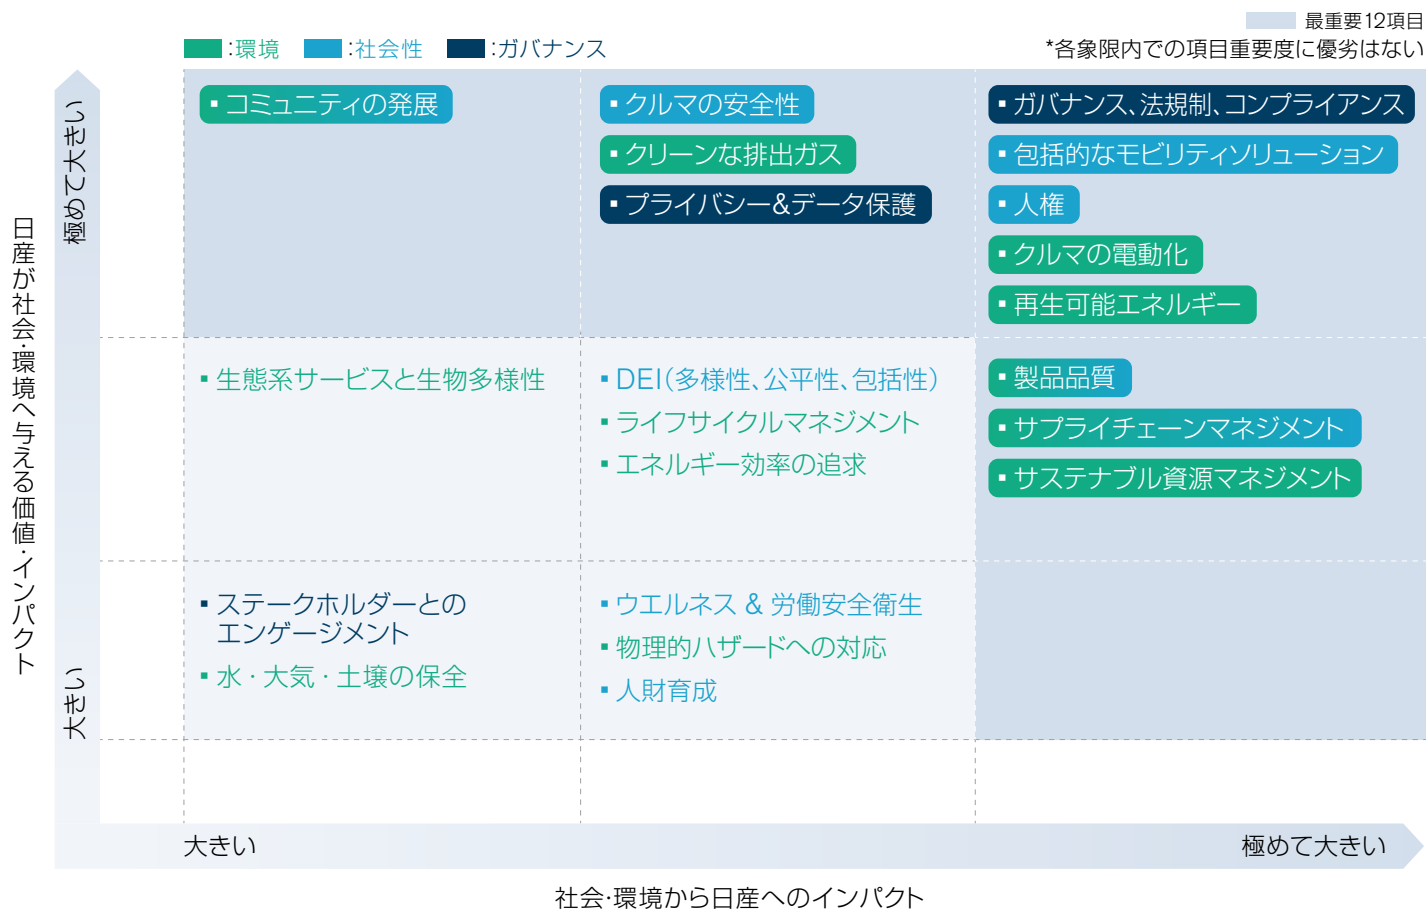 最重要12項目
:環境 :社会性 :ガバナンス
*各象限内での項目重要度に優劣はない
日産が社会・環境へ与える価値・インパクト
極めて大きい
大きい
▪ コミュニティの発展
▪ クルマの安全性
▪ クリーンな排出ガス
▪ プライバシー&データ保護
▪ ガバナンス、法規制、コンプライアンス
▪ 包括的なモビリティソリューション
▪ 人権
▪ クルマの電動化
▪ 再生可能エネルギー
▪ 生態系サービスと生物多様性
▪ DEI(多様性、公平性、包括性)
▪ ライフサイクルマネジメント
▪ エネルギー効率の追求
▪ 製品品質
▪ サプライチェーンマネジメント
▪ サステナブル資源マネジメント
▪ ステークホルダーとの
エンゲージメント
▪ 水・大気・土壌の保全
▪ ウエルネス & 労働安全衛生
▪ 物理的ハザードへの対応
▪ 人財育成
大きい
極めて大きい
社会・環境から日産へのインパクト